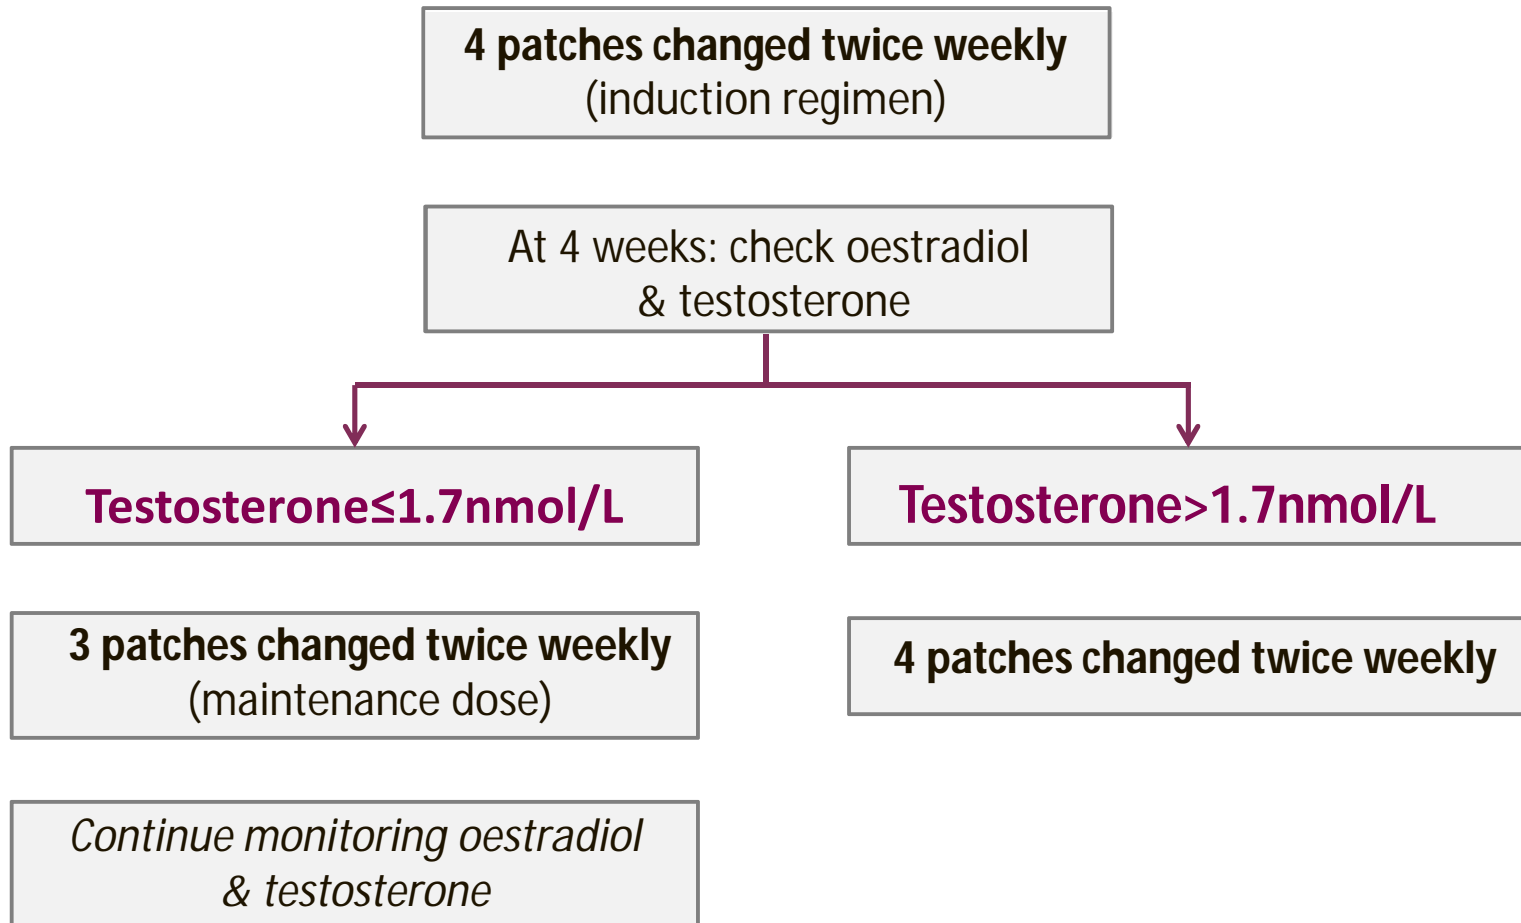 4 patches changed twice weekly
(induction regimen)
At 4 weeks: check oestradiol
& testosterone
Testosterone≤1.7nmol/L
Testosterone>1.7nmol/L
3 patches changed twice weekly
(maintenance dose)
4 patches changed twice weekly
Continue monitoring oestradiol
& testosterone